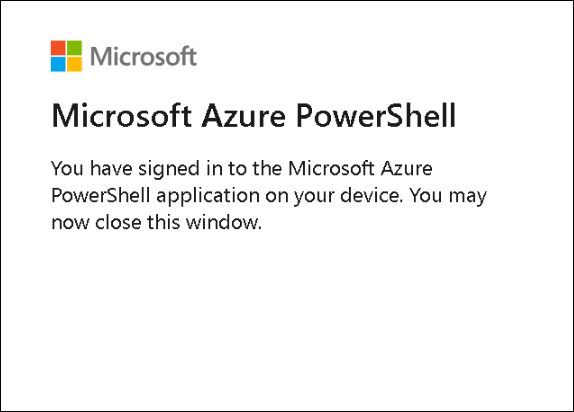 Microsoft
Microsoft Azure PowerShell
You have signed in to the Microsoft Azure
PowerShell application on your device. You may
now close this window.